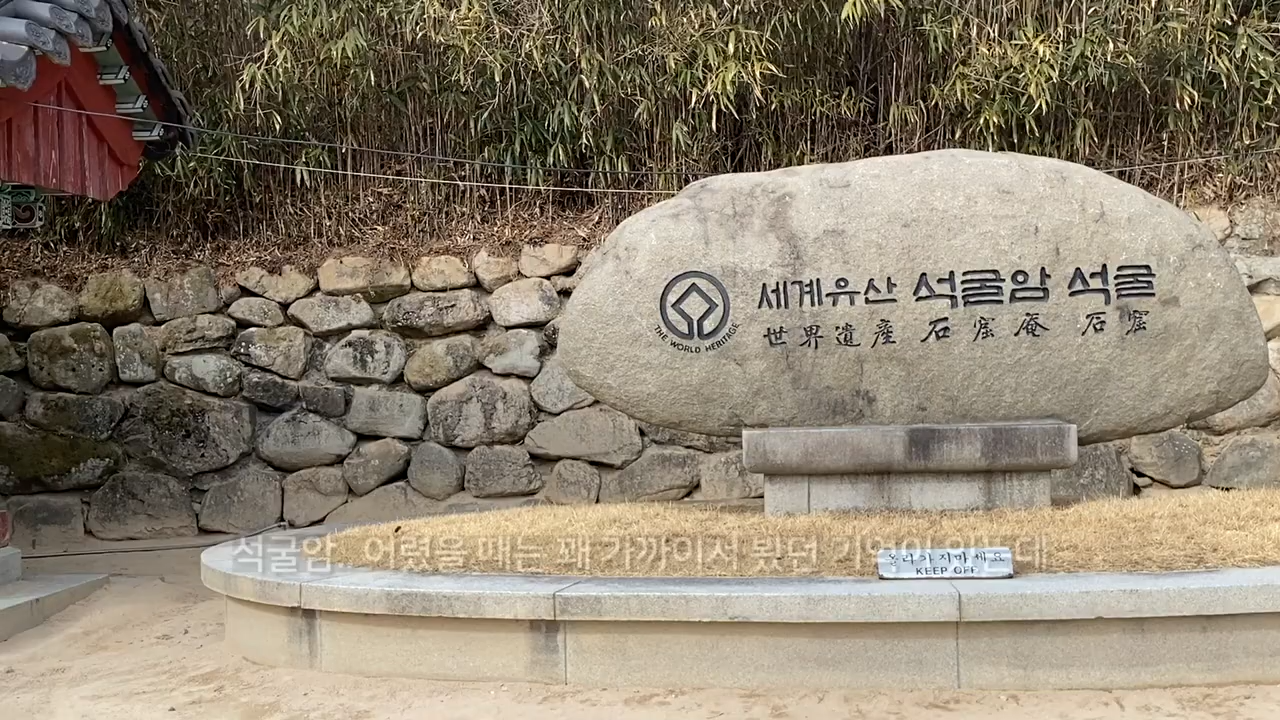 세계유산 석굴암 석굴
世界遺産 石窟庵 石窟
THE WORLD HERITAGE
석굴암, 어렸을 때는 꽤 가까이서 봤던 기억이 있는데
올라가지마세요
KEEP OFF